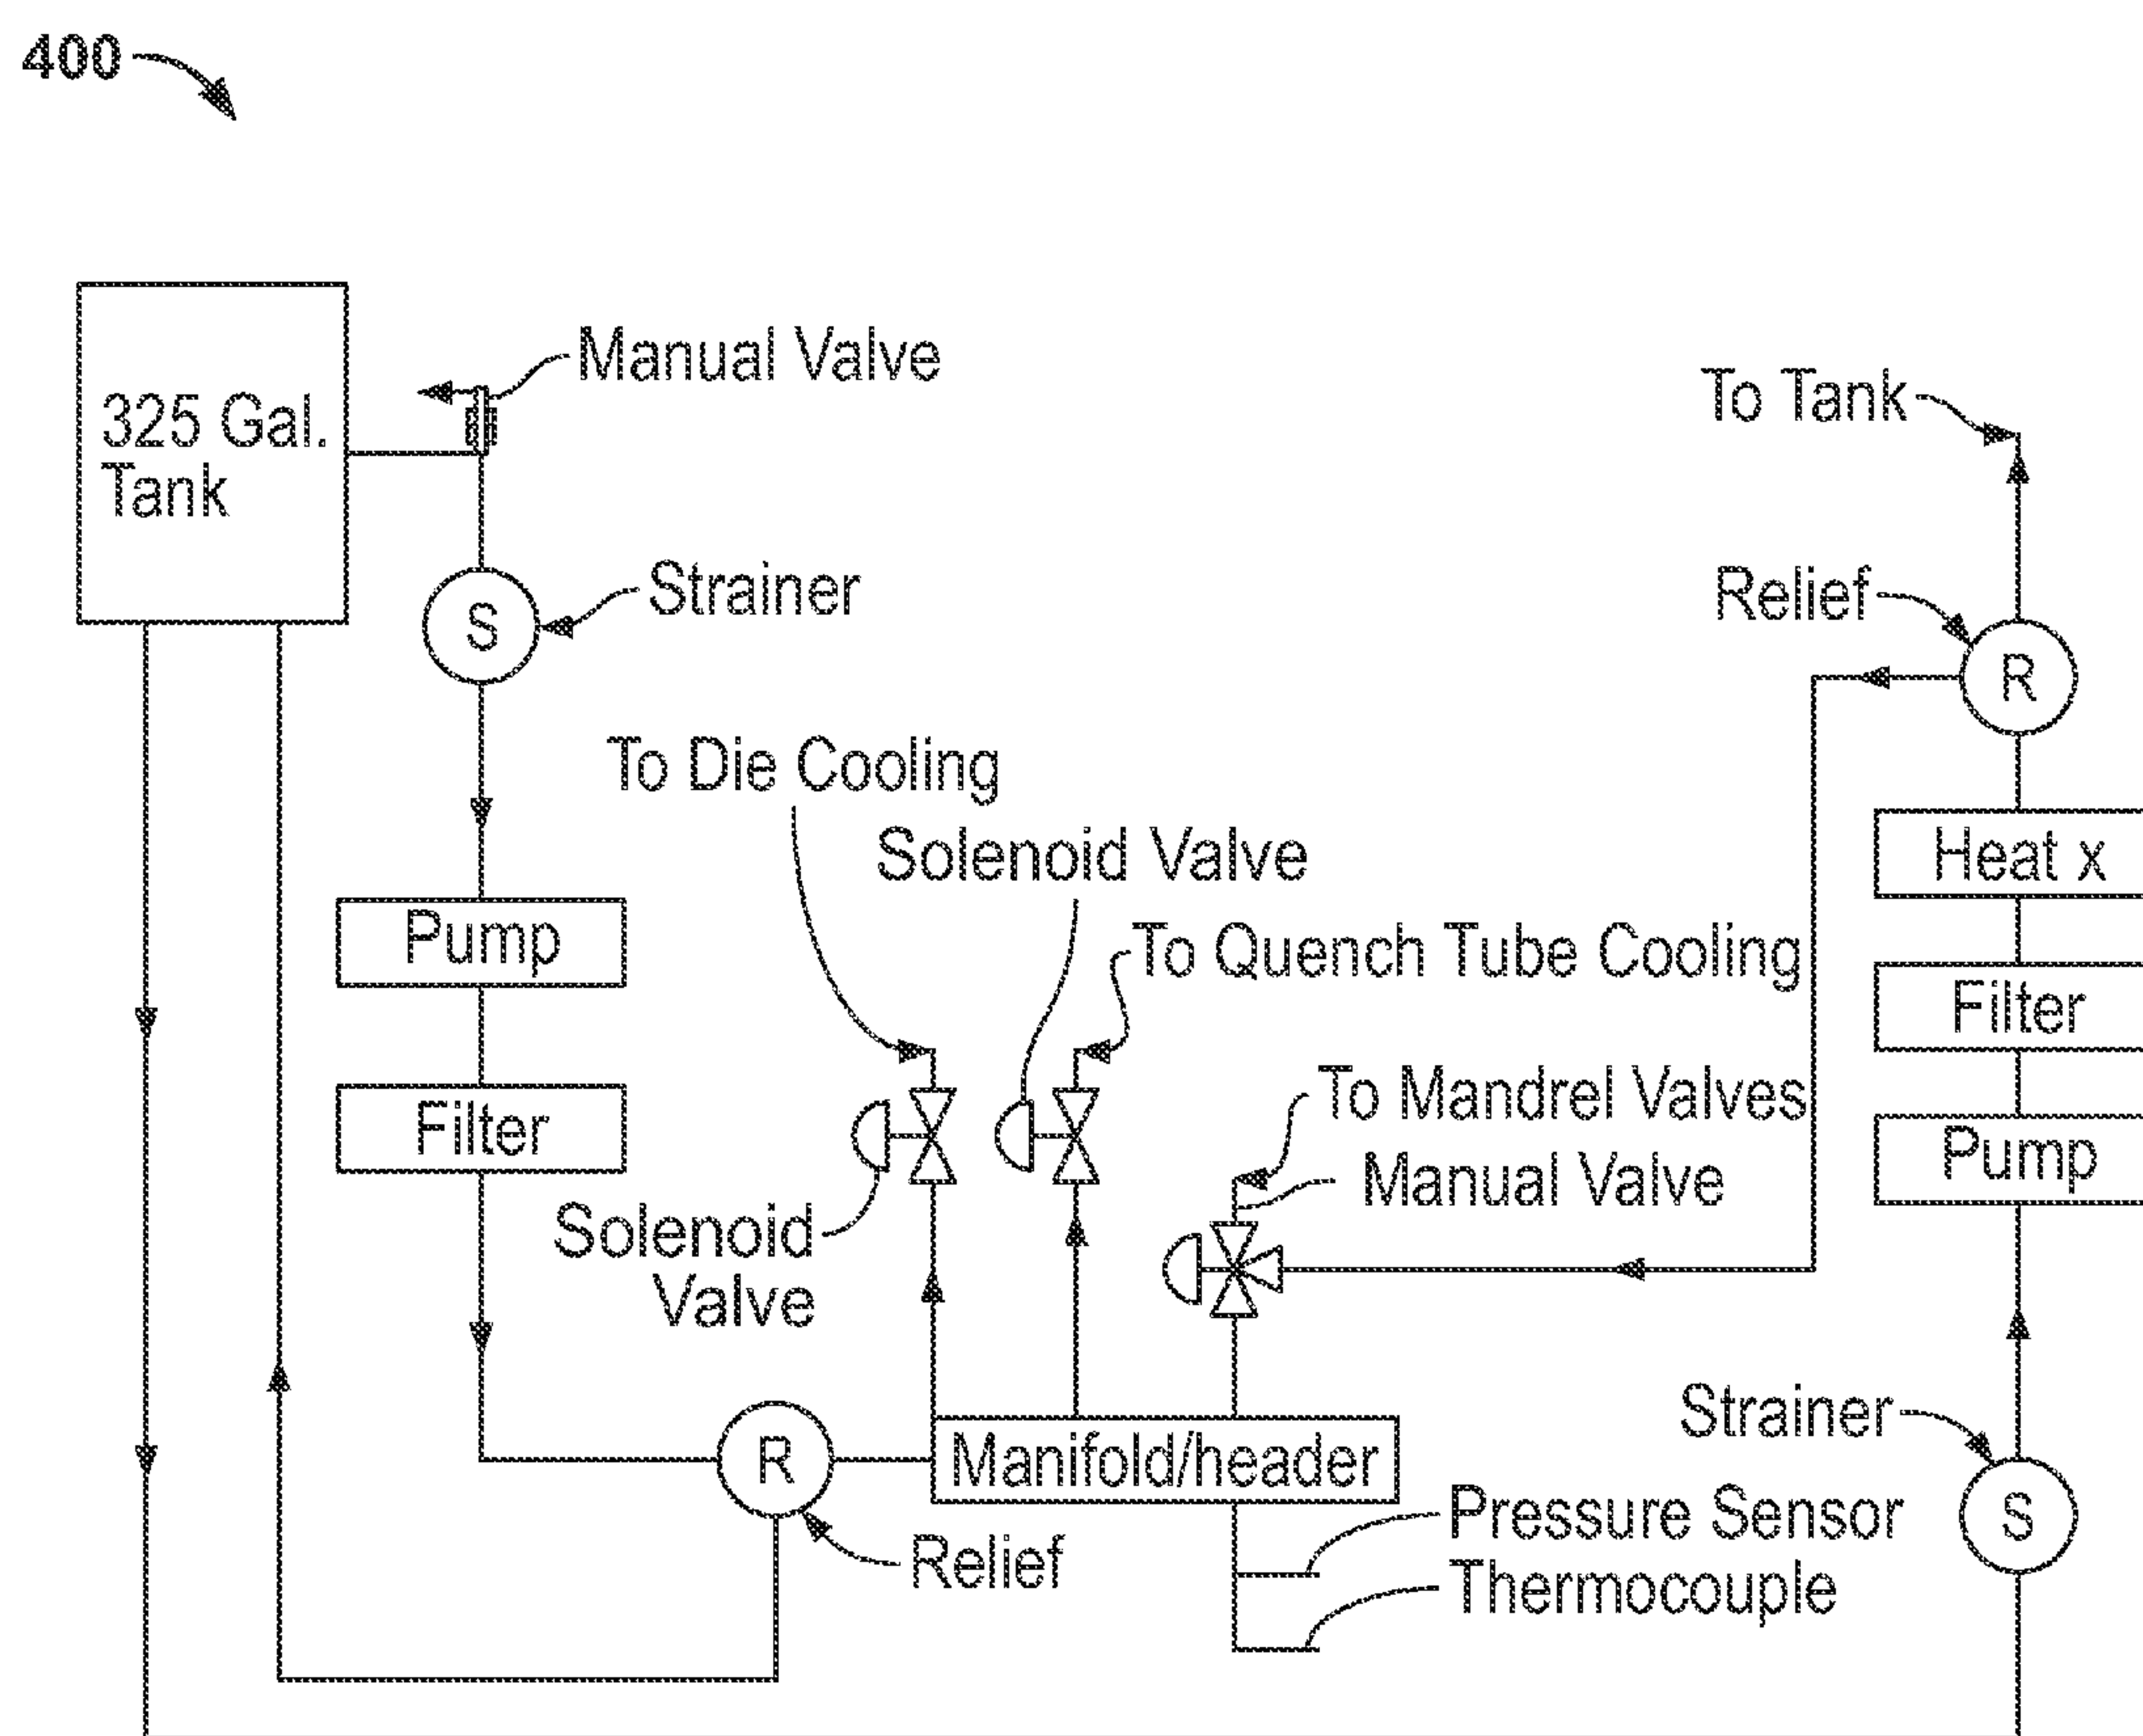 400
325 Gal.
Tank
Manual Valve
To Tank
S
Strainer
Relief
R
To Die Cooling
Solenoid Valve
Heat x
Pump
To Quench Tube Cooling
Filter
Filter
To Mandrel Valves
Manual Valve
Pump
Solenoid
Valve
Strainer
R
Manifold/header
Pressure Sensor
S
Relief
Thermocouple